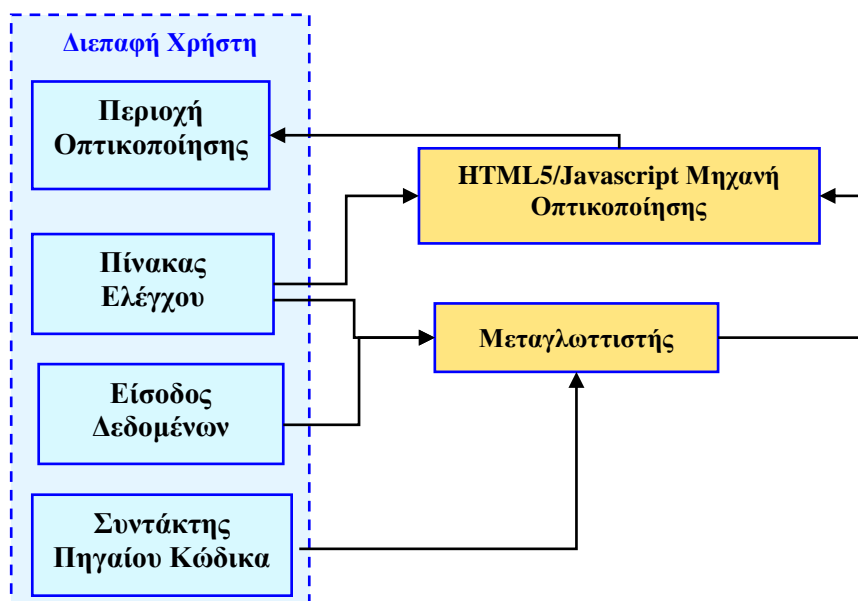 Διεπαφή Χρήστη
Περιοχή
Οπτικοποίησης
HTML5/Javascript Μηχανή
Οπτικοποίησης
Πίνακας
Ελέγχου
Μεταγλωττιστής
Είσοδος
Δεδομένων
Συντάκτης
Πηγαίου Κώδικα